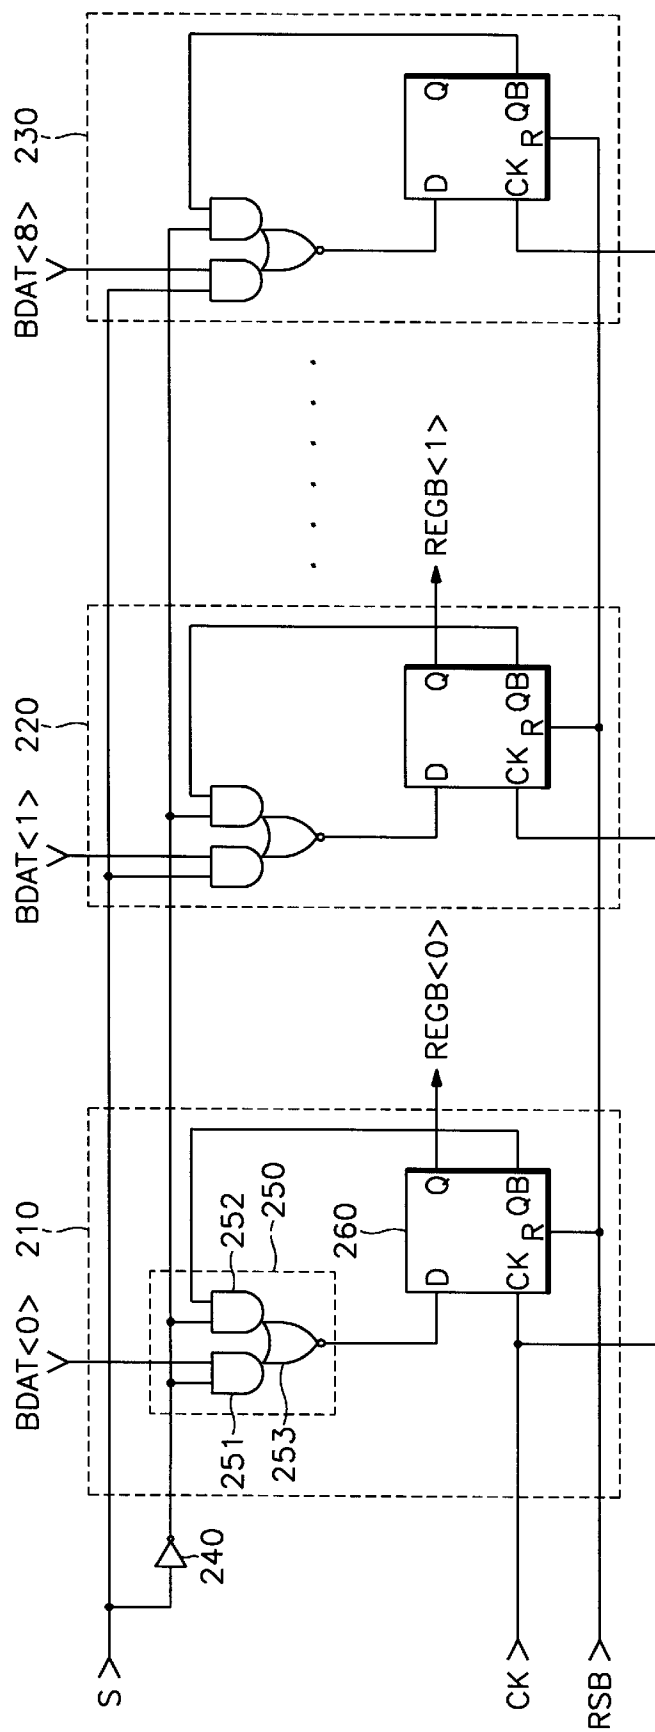 BDAT<0>
210
BDAT<1>
220
BDAT<8>
230
S
240
251
252
253
250
260
D
Q
CK
QB
R
REGB<0>
D
Q
CK
QB
R
REGB<1>
D
Q
CK
QB
R
CK
RSB